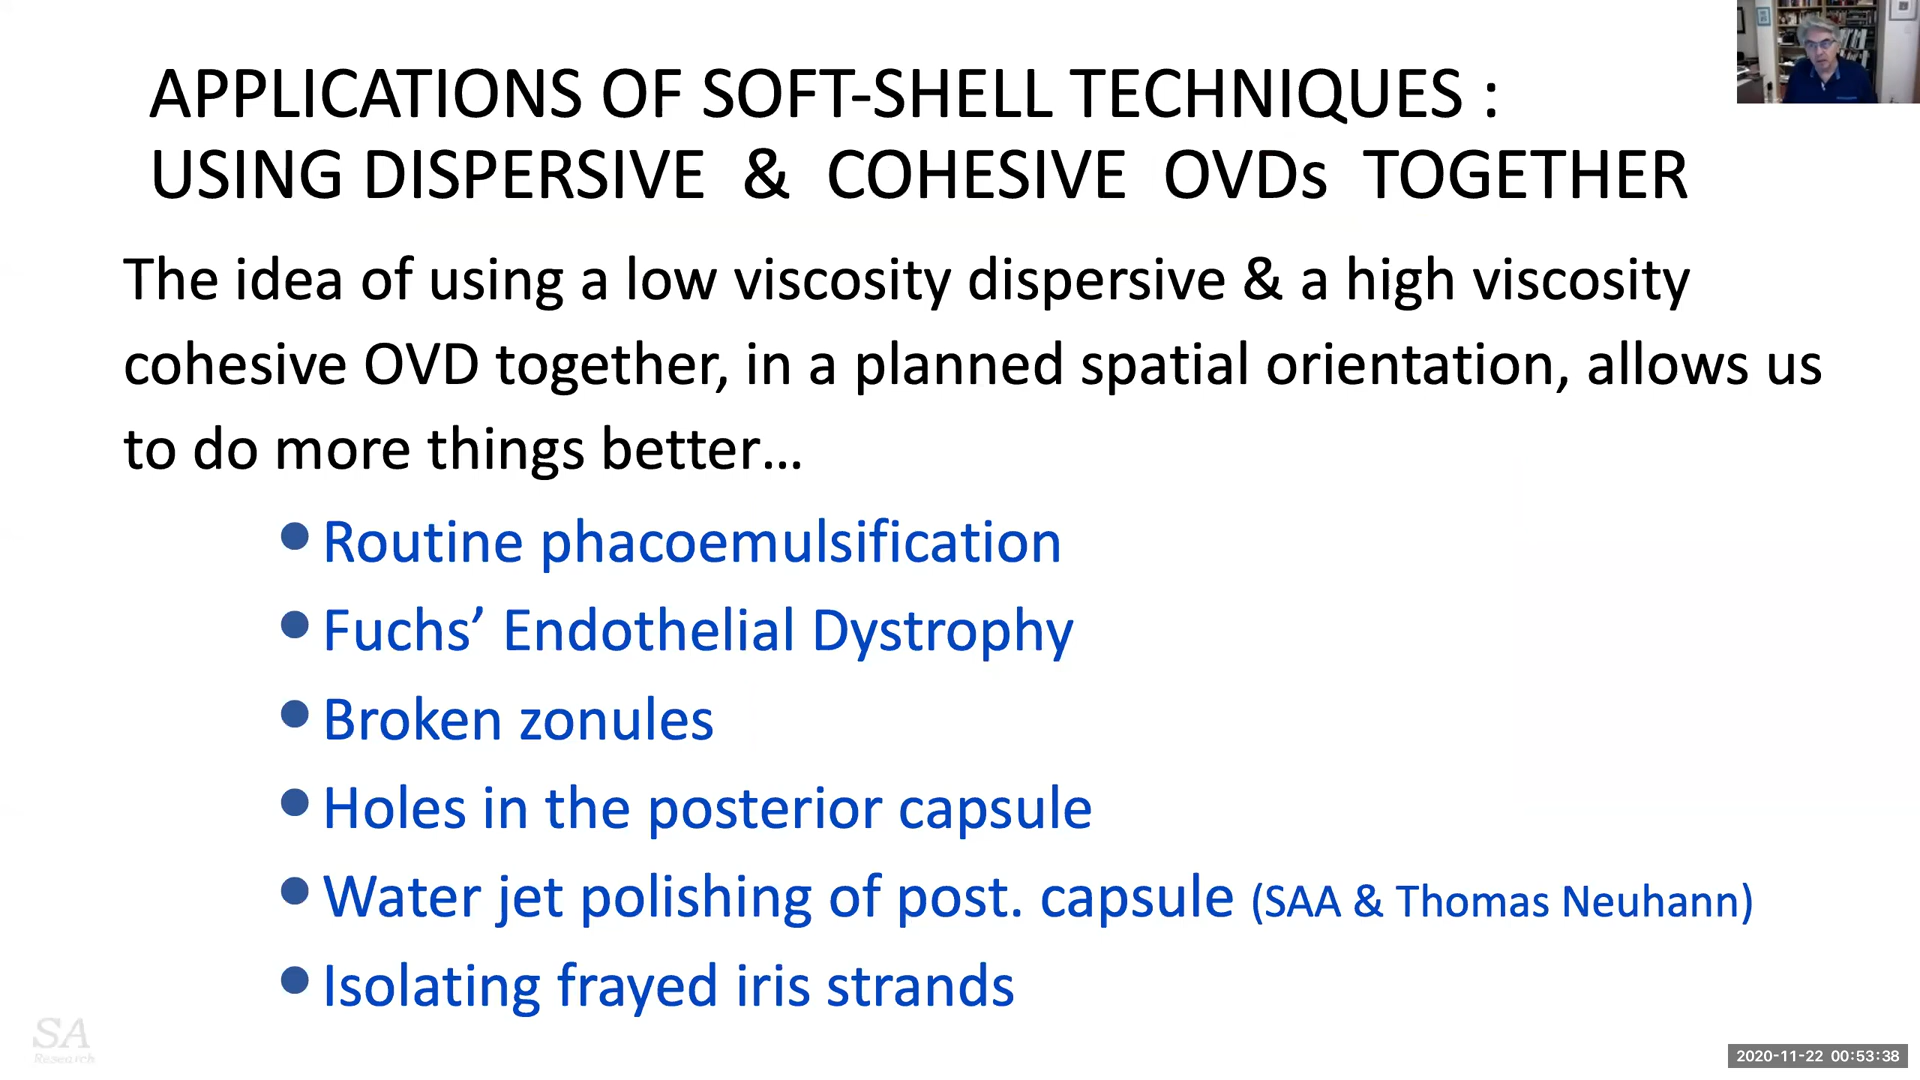 APPLICATIONS OF SOFT-SHELL TECHNIQUES :
USING DISPERSIVE & COHESIVE OVDs TOGETHER
The idea of using a low viscosity dispersive & a high viscosity
cohesive OVD together, in a planned spatial orientation, allows us
to do more things better…
• Routine phacoemulsification
• Fuchs’ Endothelial Dystrophy
• Broken zonules
• Holes in the posterior capsule
• Water jet polishing of post. capsule (SAA & Thomas Neuhann)
• Isolating frayed iris strands
SA
Research
2020-11-22 00:53:38